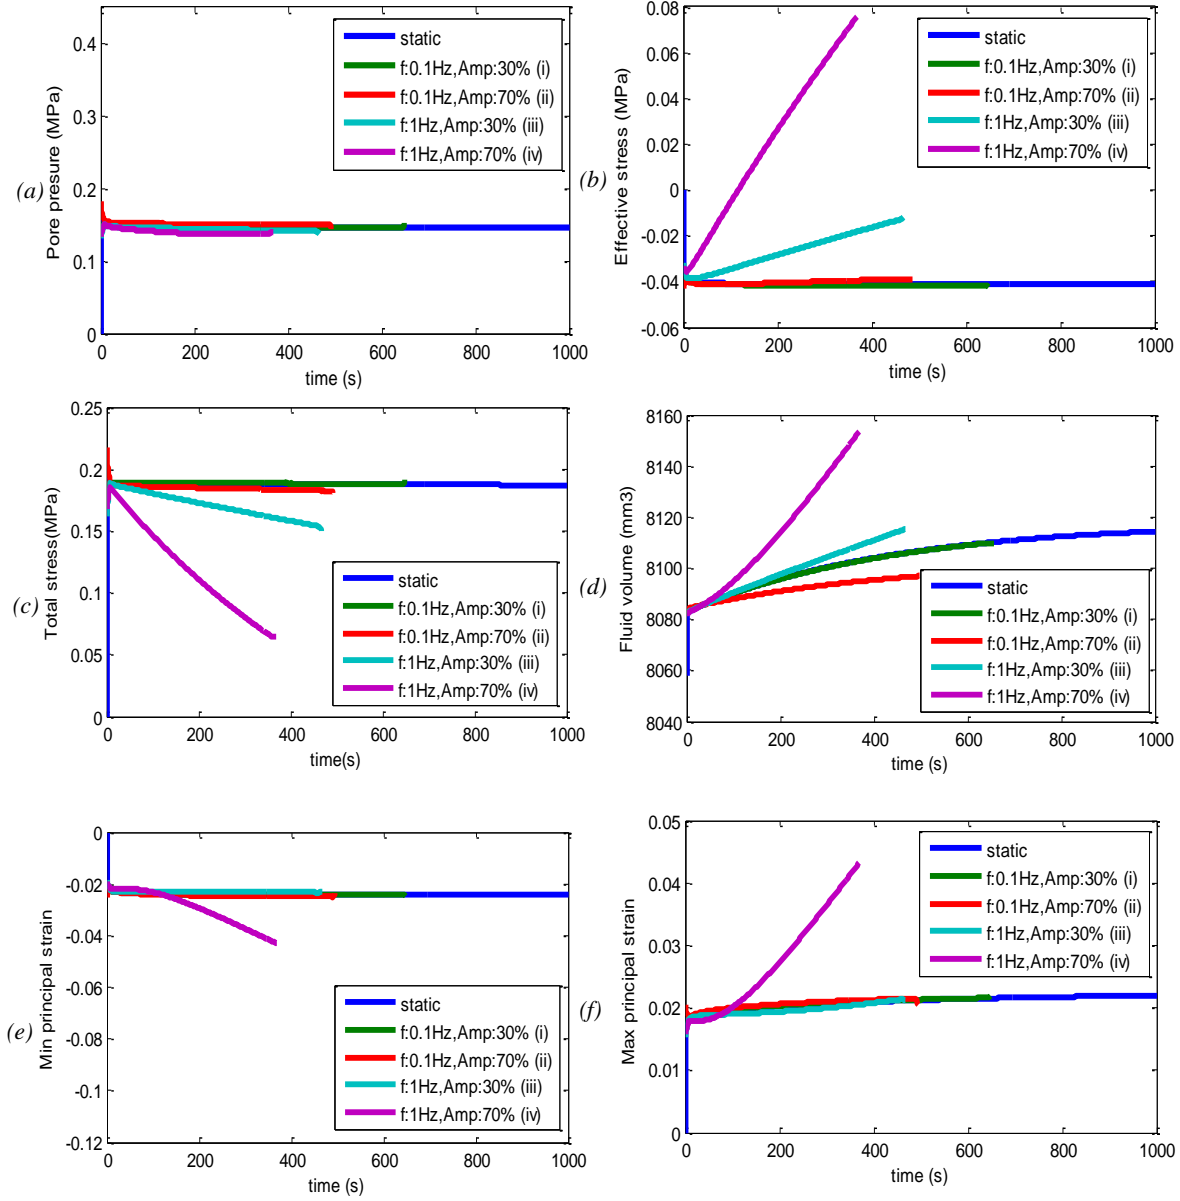 0.4
0.3
0.2
0.1
0
Pore presure (MPa)
(a)
static
f:0.1Hz,Amp:30% (i)
f:0.1Hz,Amp:70% (ii)
f:1Hz,Amp:30% (iii)
f:1Hz,Amp:70% (iv)
0 200 400 600 800 1000
time (s)
0.08
0.06
0.04
0.02
0
-0.02
-0.04
-0.06
Effective stress (MPa)
(b)
static
f:0.1Hz,Amp:30% (i)
f:0.1Hz,Amp:70% (ii)
f:1Hz,Amp:30% (iii)
f:1Hz,Amp:70% (iv)
0 200 400 600 800 1000
time (s)
0.25
0.2
0.15
0.1
0.05
0
Total stress(MPa)
(c)
static
f:0.1Hz,Amp:30% (i)
f:0.1Hz,Amp:70% (ii)
f:1Hz,Amp:30% (iii)
f:1Hz,Amp:70% (iv)
0 200 400 600 800 1000
time(s)
8160
8140
8120
8100
8080
8060
8040
Fluid volume (mm3)
(d)
static
f:0.1Hz,Amp:30% (i)
f:0.1Hz,Amp:70% (ii)
f:1Hz,Amp:30% (iii)
f:1Hz,Amp:70% (iv)
0 200 400 600 800 1000
time (s)
0
-0.02
-0.04
-0.06
-0.08
-0.1
-0.12
Min principal strain
(e)
static
f:0.1Hz,Amp:30% (i)
f:0.1Hz,Amp:70% (ii)
f:1Hz,Amp:30% (iii)
f:1Hz,Amp:70% (iv)
0 200 400 600 800 1000
time (s)
0.05
0.04
0.03
0.02
0.01
0
Max principal strain
(f)
static
f:0.1Hz,Amp:30% (i)
f:0.1Hz,Amp:70% (ii)
f:1Hz,Amp:30% (iii)
f:1Hz,Amp:70% (iv)
0 200 400 600 800 1000
time (s)